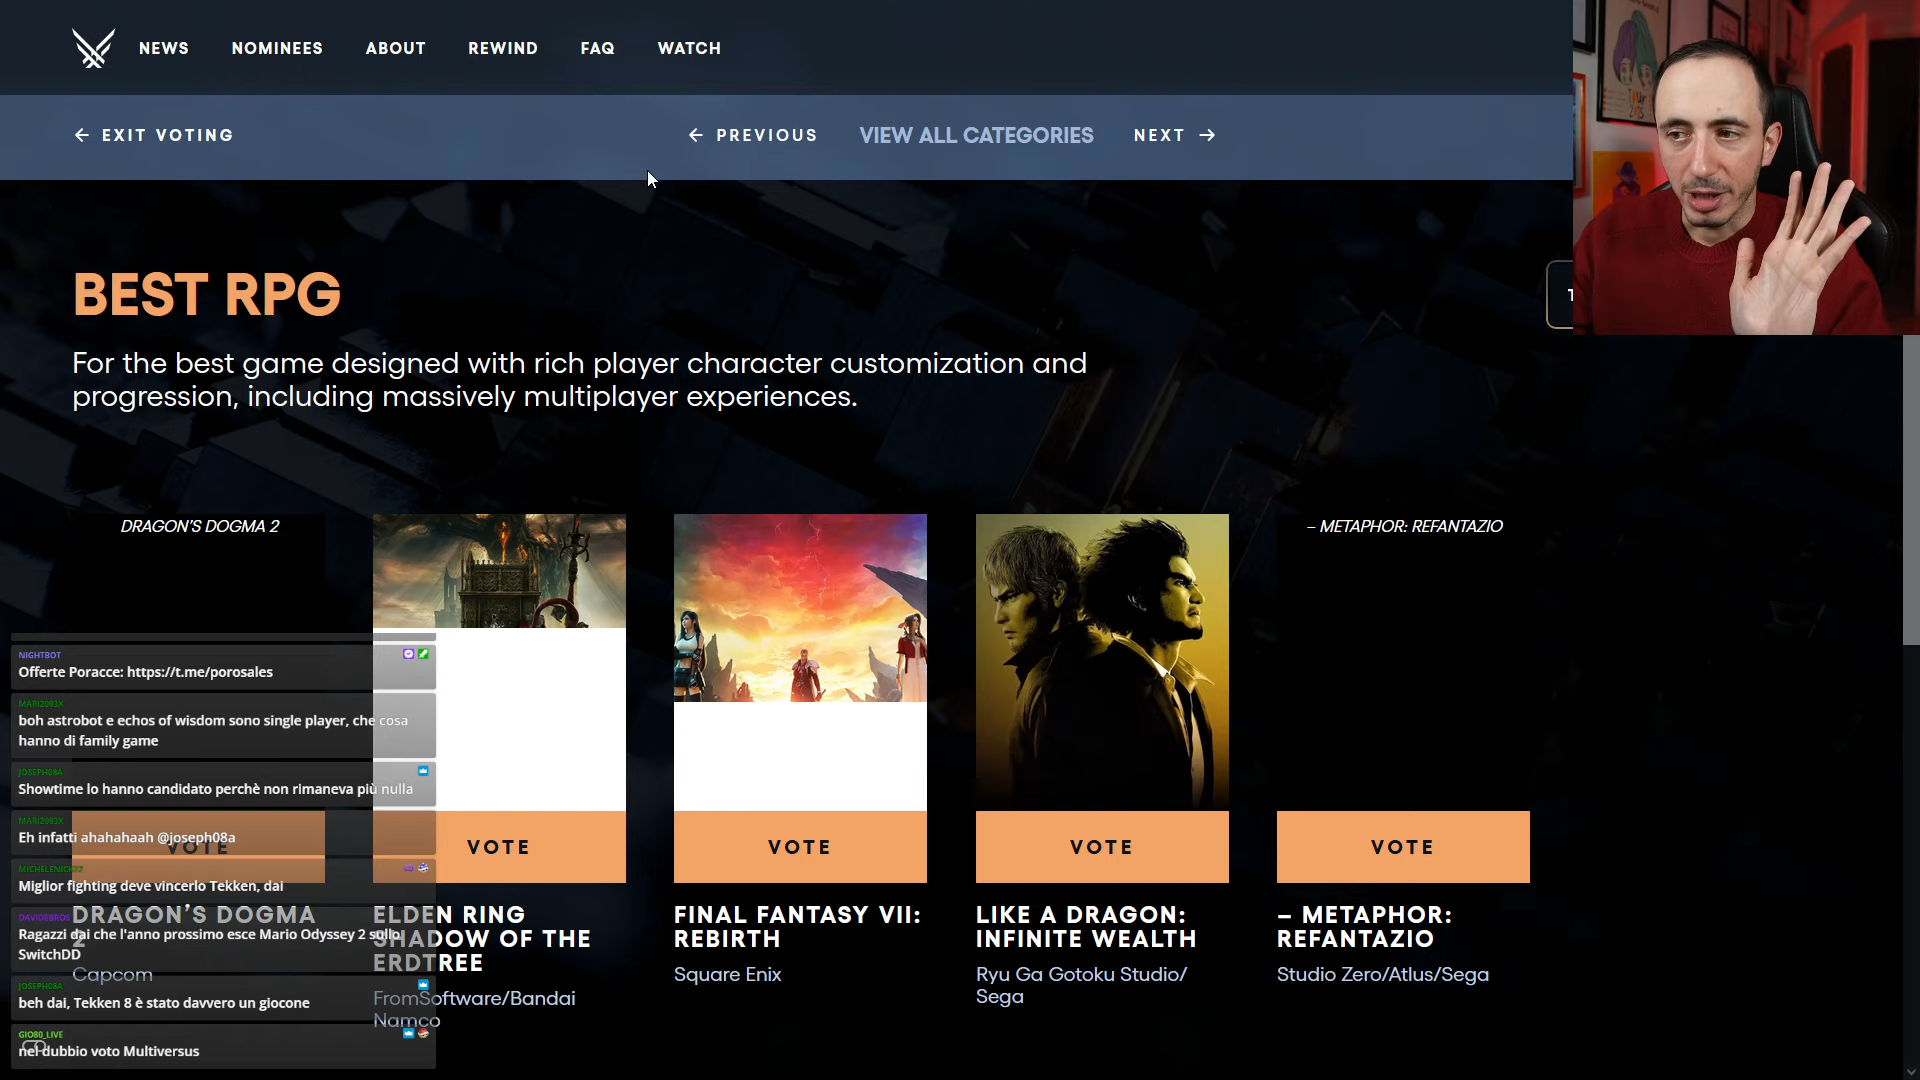 NEWS
NOMINEES
ABOUT
REWIND
FAQ
WATCH
EXIT VOTING
PREVIOUS
VIEW ALL CATEGORIES
NEXT
BEST RPG
For the best game designed with rich player character customization and
progression, including massively multiplayer experiences.
DRAGON'S DOGMA 2
– METAPHOR: REFANTAZIO
NIGHTBOT
Offerte Poracce: https://t.me/porosales
MARI2003X
boh astrobot e echos of wisdom sono single player, che cosa
hanno di family game
JOSEPH08A
Showtime lo hanno candidato perchè non rimaneva più nulla
MARI2003X
Eh infatti ahahahaah @joseph08a
Miglior fighting deve vincerlo Tekken, dai
Ragazzi dai che l'anno prossimo esce Mario Odyssey 2 sullo
SwitchDD
JOSEPH08A
beh dai, Tekken 8 è stato davvero un giocone
GIO80_LIVE
nel dubbio voto Multiversus
VOTE
VOTE
VOTE
VOTE
VOTE
DRAGON'S DOGMA
2
Capcom
ELDEN RING
SHADOW OF THE
ERDTREE
FromSoftware/Bandai
Namco
FINAL FANTASY VII:
REBIRTH
Square Enix
LIKE A DRAGON:
INFINITE WEALTH
Ryu Ga Gotoku Studio/
Sega
– METAPHOR:
REFANTAZIO
Studio Zero/Atlus/Sega